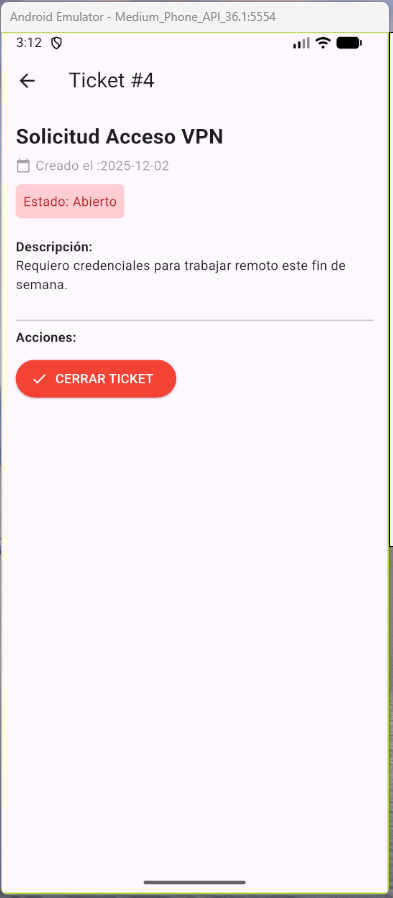 Android Emulator - Medium_Phone_API_36.1:5554
3:12
Ticket #4
Solicitud Acceso VPN
Creado el :2025-12-02
Estado: Abierto
Descripción:
Requiero credenciales para trabajar remoto este fin de
semana.
Acciones:
CERRAR TICKET